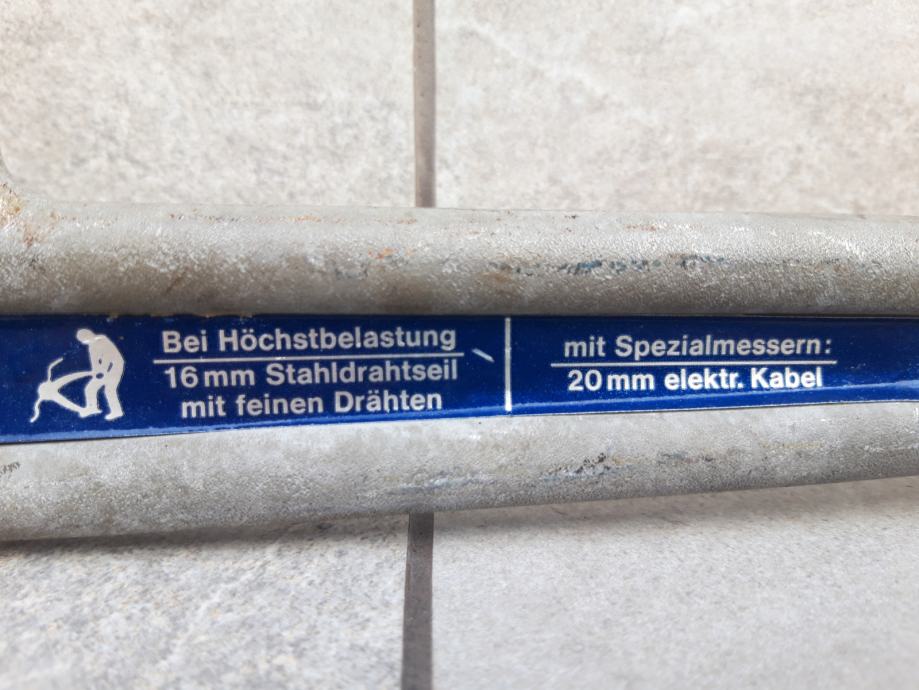 Bei Höchstbelastung
16 mm Stahldrahtseil
mit feinen Drähten
mit Spezialmessern:
20 mm elektr. Kabel